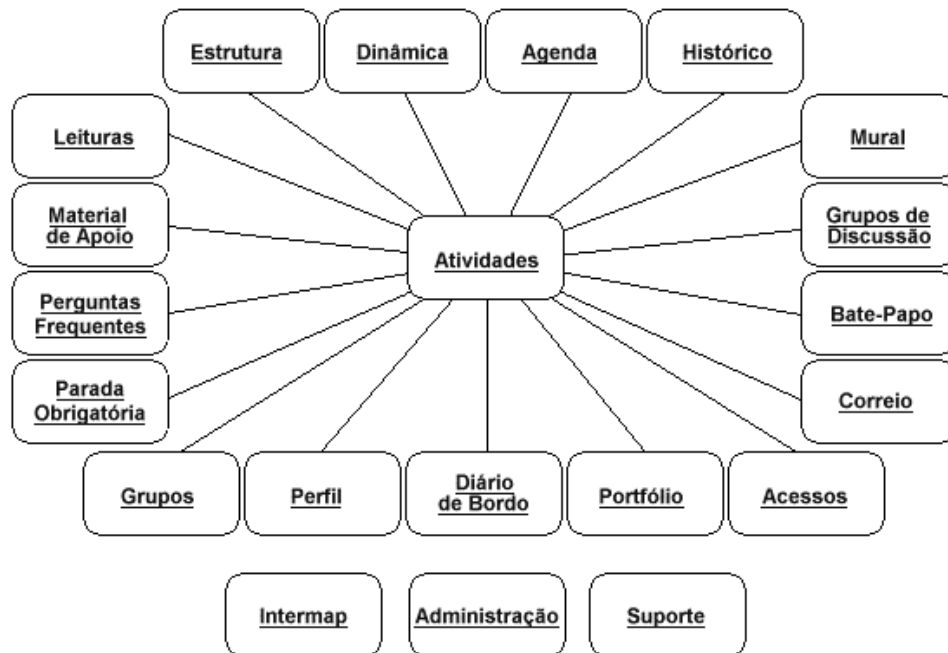 Estrutura
Dinâmica
Agenda
Histórico
Leituras
Mural
Material
de Apoio
Grupos de
Discussão
Atividades
Perguntas
Frequentes
Bate-Papo
Parada
Obrigatória
Correio
Grupos
Perfil
Diário
de Bordo
Portfólio
Acessos
Intermap
Administração
Suporte